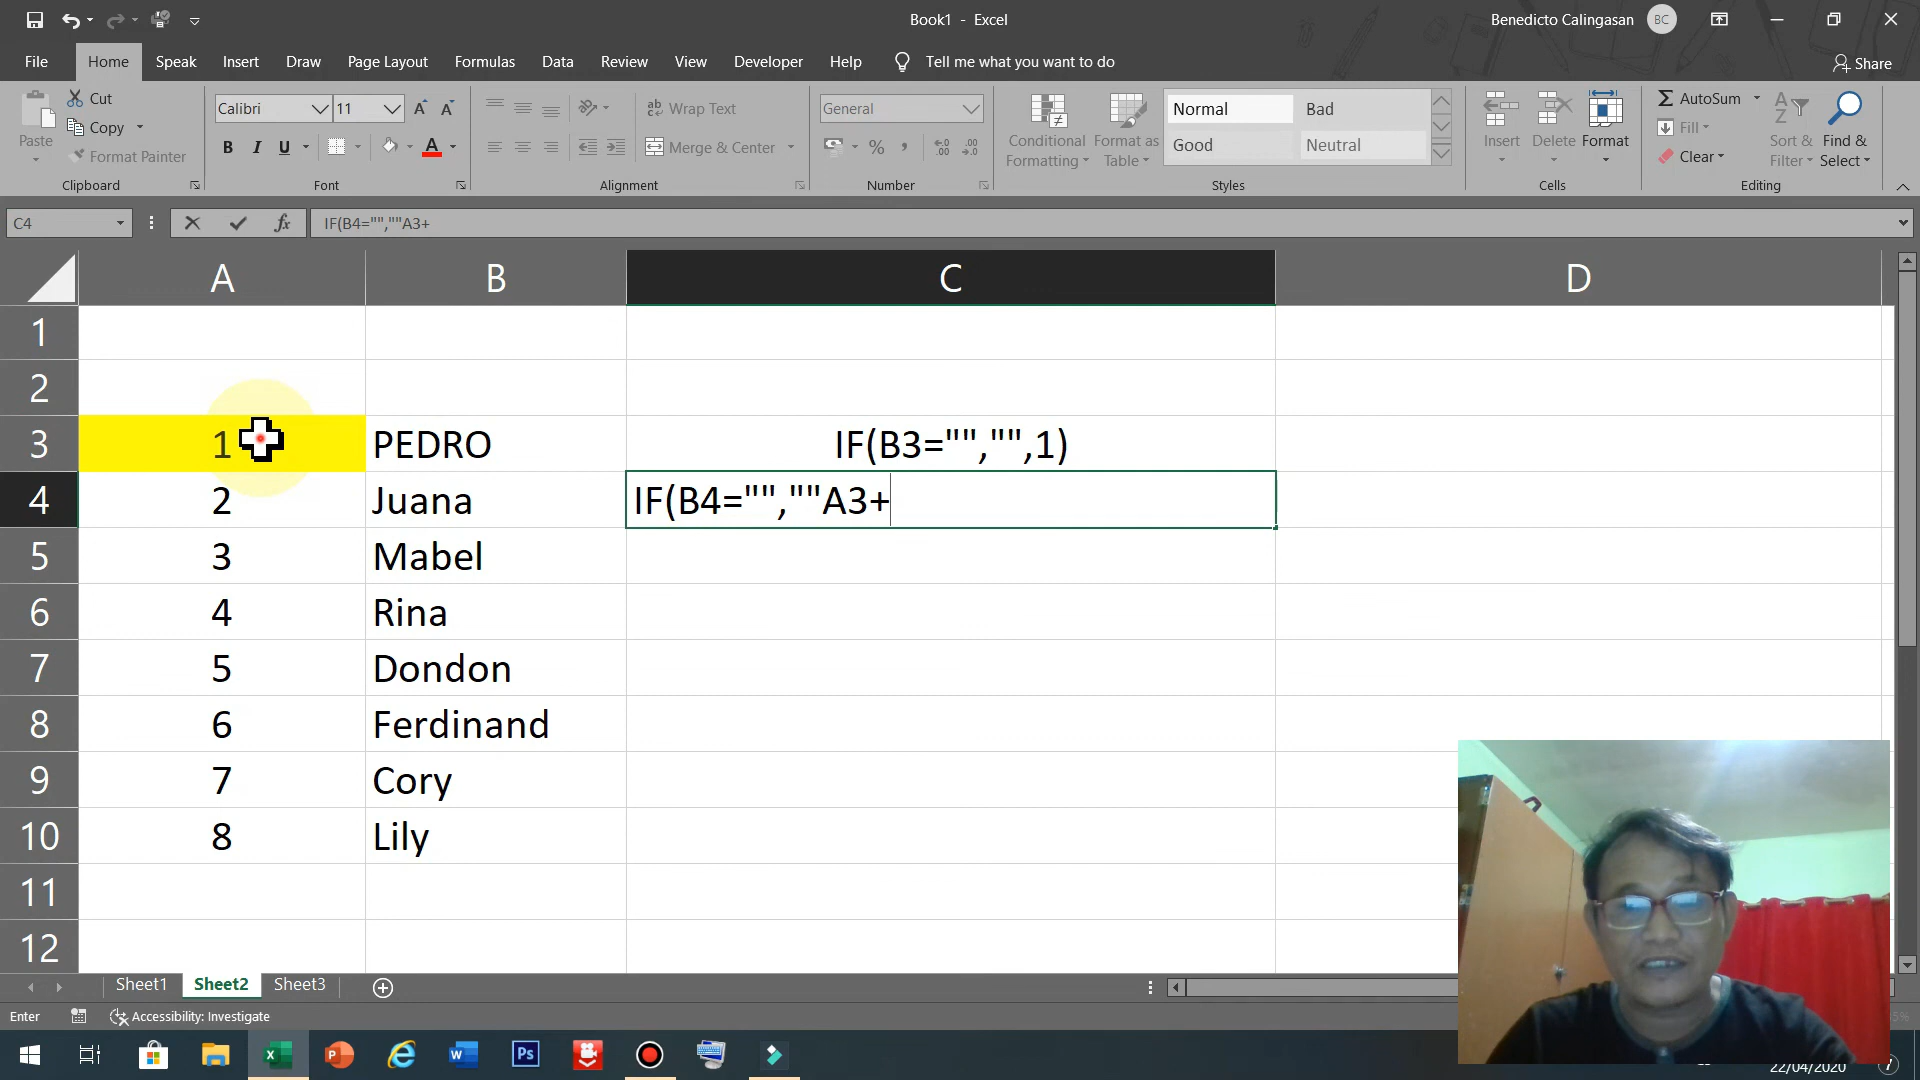 Book1 - Excel
Benedicto Calingasan
BC
File Home Speak Insert Draw Page Layout Formulas Data Review View Developer Help Tell me what you want to do Share
Paste
Cut
Copy
Format Painter
Clipboard
Calibri 11
B I U A
Font
ab Wrap Text
Merge & Center
Alignment
General
% ,
Number
Conditional Formatting
Format as Table
Normal Bad
Good Neutral
Styles
Insert Delete Format
Cells
AutoSum
Fill
Clear
Sort & Filter
Find & Select
Editing
C4 fx IF(B4="",""A3+
A B C D
1
2
3 1 PEDRO IF(B3="","",1)
4 2 Juana IF(B4="",""A3+
5 3 Mabel
6 4 Rina
7 5 Dondon
8 6 Ferdinand
9 7 Cory
10 8 Lily
11
12
Sheet1 Sheet2 Sheet3
Enter Accessibility: Investigate
Ps
22/04/2020